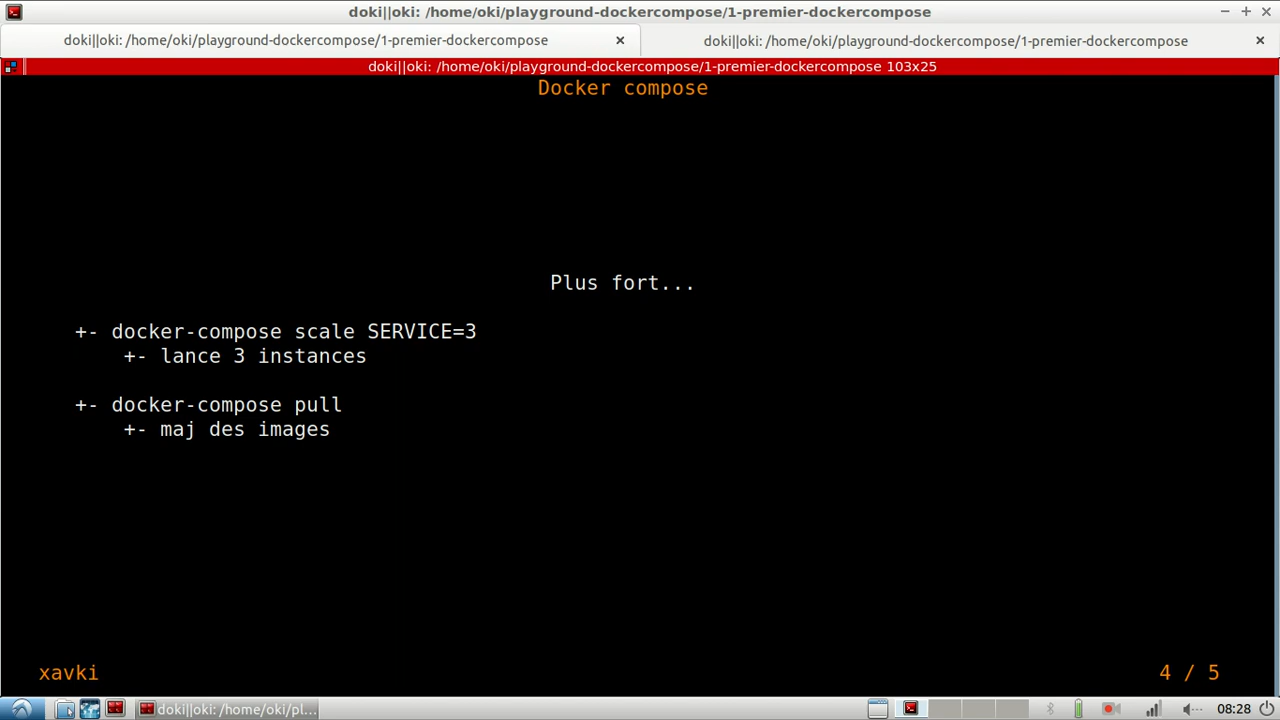 doki||oki: /home/oki/playground-dockercompose/1-premier-dockercompose
doki||oki: /home/oki/playground-dockercompose/1-premier-dockercompose
doki||oki: /home/oki/playground-dockercompose/1-premier-dockercompose
doki||oki: /home/oki/playground-dockercompose/1-premier-dockercompose 103x25
Docker compose
Plus fort...
+- docker-compose scale SERVICE=3
+- lance 3 instances
+- docker-compose pull
+- maj des images
xavki
4 / 5
doki||oki: /home/oki/pl...
08:28